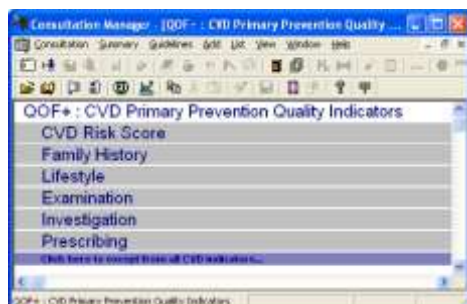 Consultation Manager - [QOF+ : CVD Primary Prevention Quality ...
Consultation Summary Guidelines Add List View Window Help
QOF+ : CVD Primary Prevention Quality Indicators
CVD Risk Score
Family History
Lifestyle
Examination
Investigation
Prescribing
Click here to exempt from all CVD indicators...
QOF+ : CVD Primary Prevention Quality Indicators